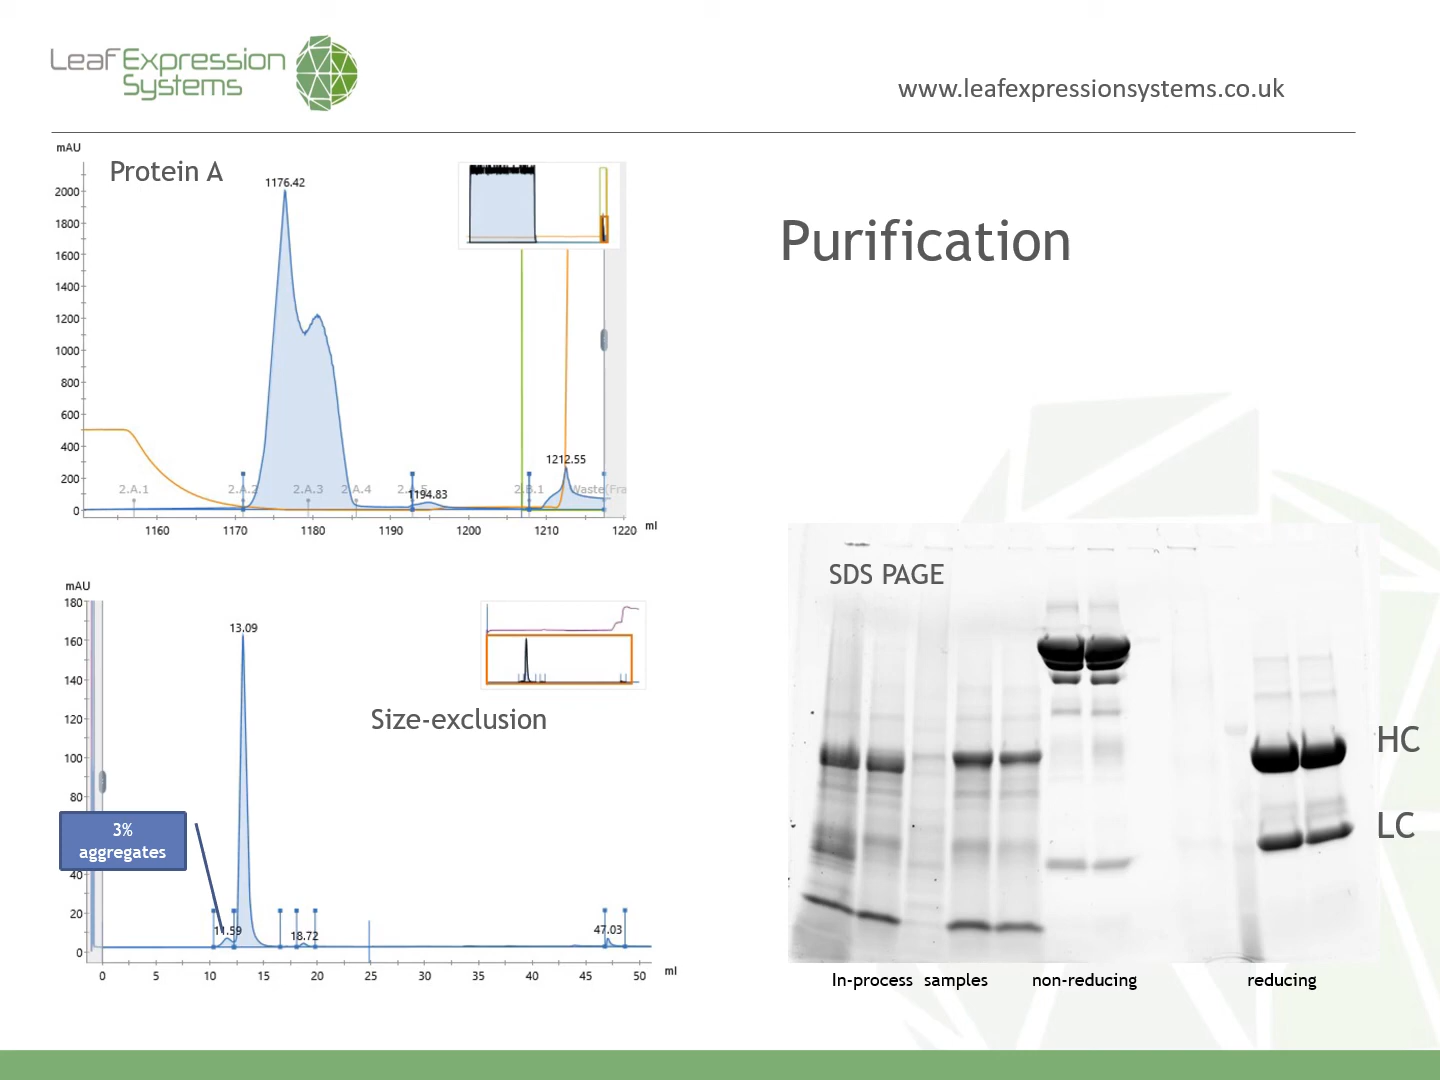 Leaf Expression
Systems
www.leafexpressionsystems.co.uk
Purification
mAU
Protein A
1176.42
2000
1800
1600
1400
1200
1000
800
600
400
200
0
2.A.1
2.A.2
2.A.3
2.A.4
1194.83
2.B.1
1212.55
Waste(Fra
1160
1170
1180
1190
1200
1210
1220
ml
mAU
Size-exclusion
13.09
180
160
140
120
100
80
40
20
0
3%
aggregates
11.59
18.72
47.03
0
5
10
15
20
25
30
35
40
45
50
ml
SDS PAGE
HC
LC
In-process samples
non-reducing
reducing